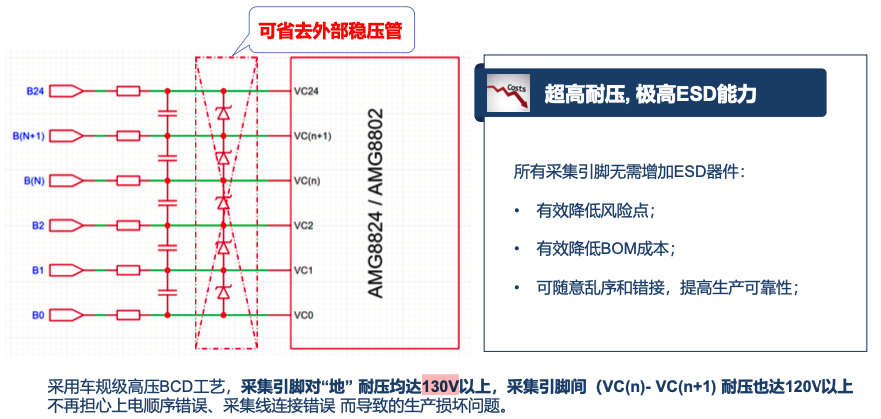 可省去外部稳压管
B24
VC24
B(N+1)
VC(n+1)
B(N)
VC(n)
B2
VC2
B1
VC1
B0
VC0
AMG8824 / AMG8802
Costs
超高耐压, 极高ESD能力
所有采集引脚无需增加ESD器件：
• 有效降低风险点；
• 有效降低BOM成本；
• 可随意乱序和错接，提高生产可靠性；
采用车规级高压BCD工艺，采集引脚对“地” 耐压均达130V以上，采集引脚间（VC(n)- VC(n+1) 耐压也达120V以上
不再担心上电顺序错误、采集线连接错误 而导致的生产损坏问题。